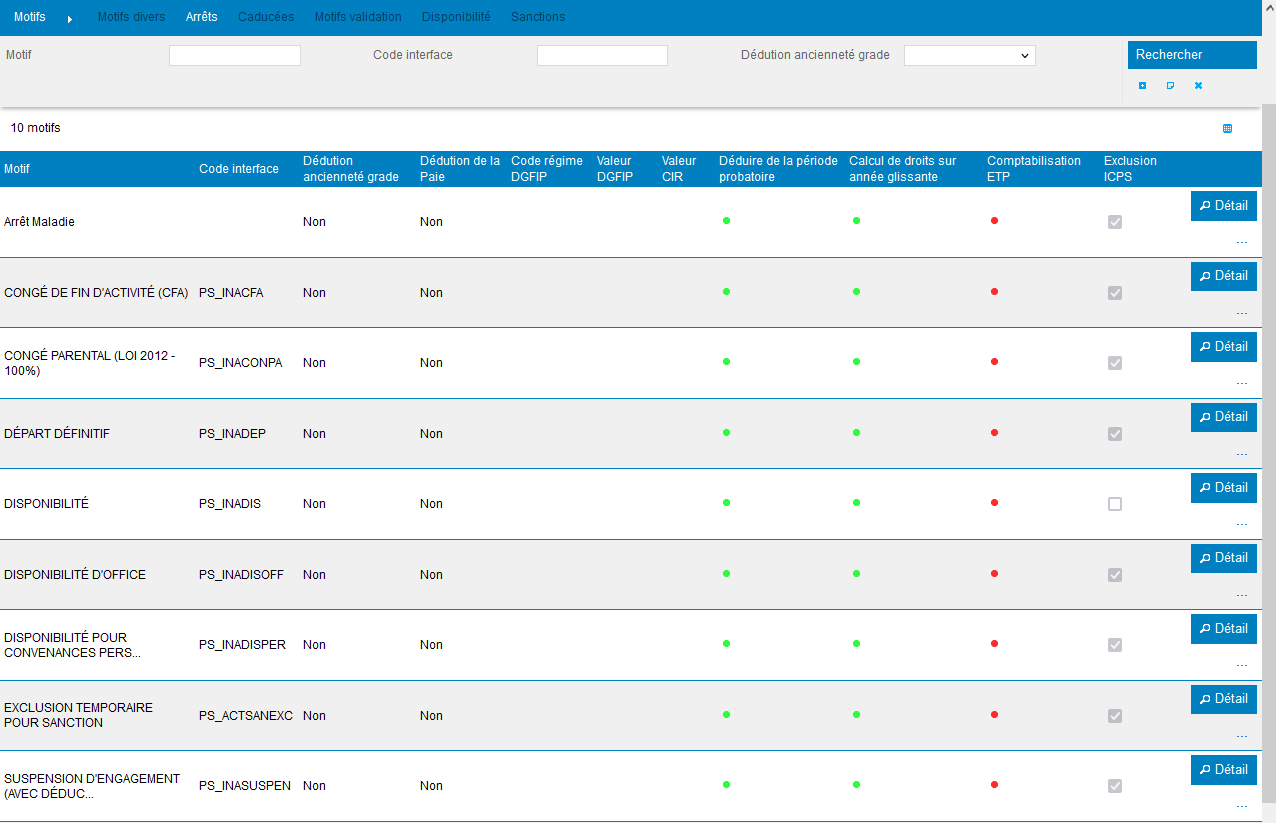 Motifs Motifs divers Arrêts Caducées Motifs validation Disponibilité Sanctions
Motif Code interface Dédution ancienneté grade Rechercher
10 motifs
Motif Code interface Dédution ancienneté grade Dédution de la Paie Code régime DGFIP Valeur DGFIP Valeur CIR Déduire de la période probatoire Calcul de droits sur année glissante Comptabilisation ETP Exclusion ICPS
Arrêt Maladie Non Non Détail
...
CONGÉ DE FIN D'ACTIVITÉ (CFA) PS_INACFA Non Non Détail
...
CONGÉ PARENTAL (LOI 2012 -
100%) PS_INACONPA Non Non Détail
...
DÉPART DÉFINITIF PS_INADEP Non Non Détail
...
DISPONIBILITÉ PS_INADIS Non Non Détail
...
DISPONIBILITÉ D'OFFICE PS_INADISOFF Non Non Détail
...
DISPONIBILITÉ POUR
CONVENANCES PERS... PS_INADISPER Non Non Détail
...
EXCLUSION TEMPORAIRE
POUR SANCTION PS_ACTSANEXC Non Non Détail
...
SUSPENSION D'ENGAGEMENT
(AVEC DÉDUC... PS_INASUSPEN Non Non Détail
...